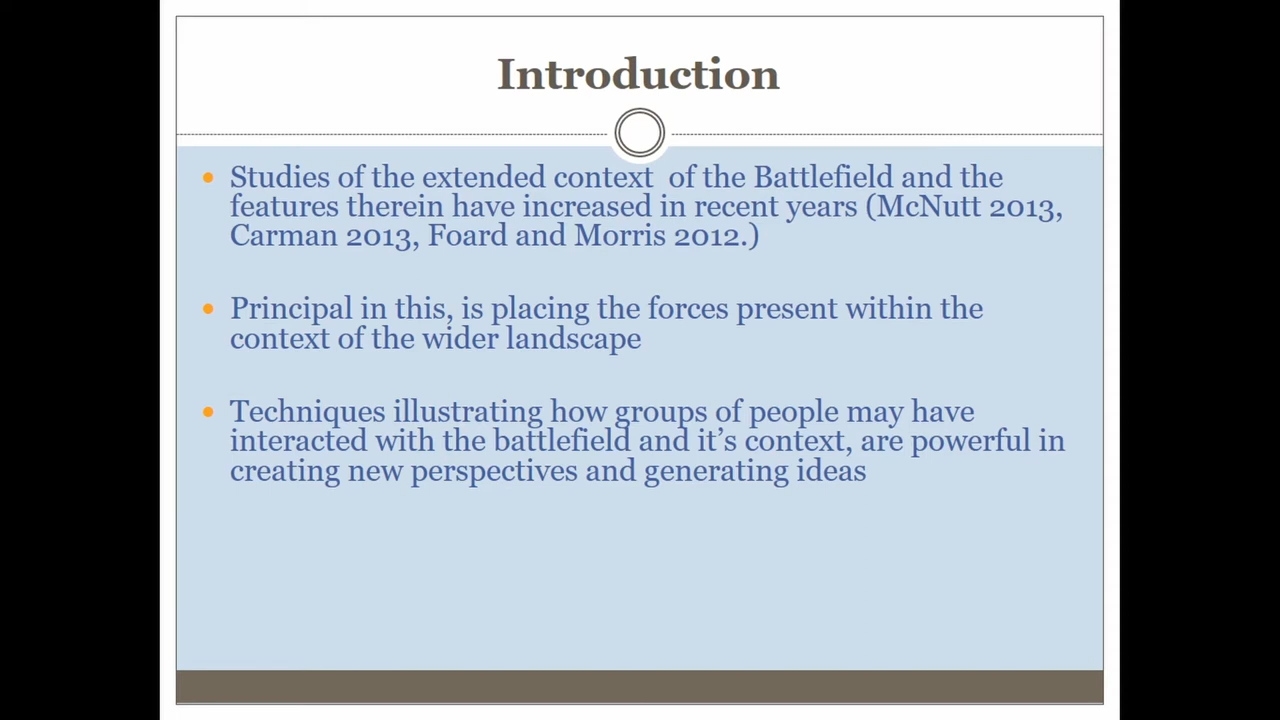 Introduction
Studies of the extended context  of the Battlefield and the
features therein have increased in recent years (McNutt 2013,
Carman 2013, Foard and Morris 2012.)
Principal in this, is placing the forces present within the
context of the wider landscape
Techniques illustrating how groups of people may have
interacted with the battlefield and it’s context, are powerful in
creating new perspectives and generating ideas